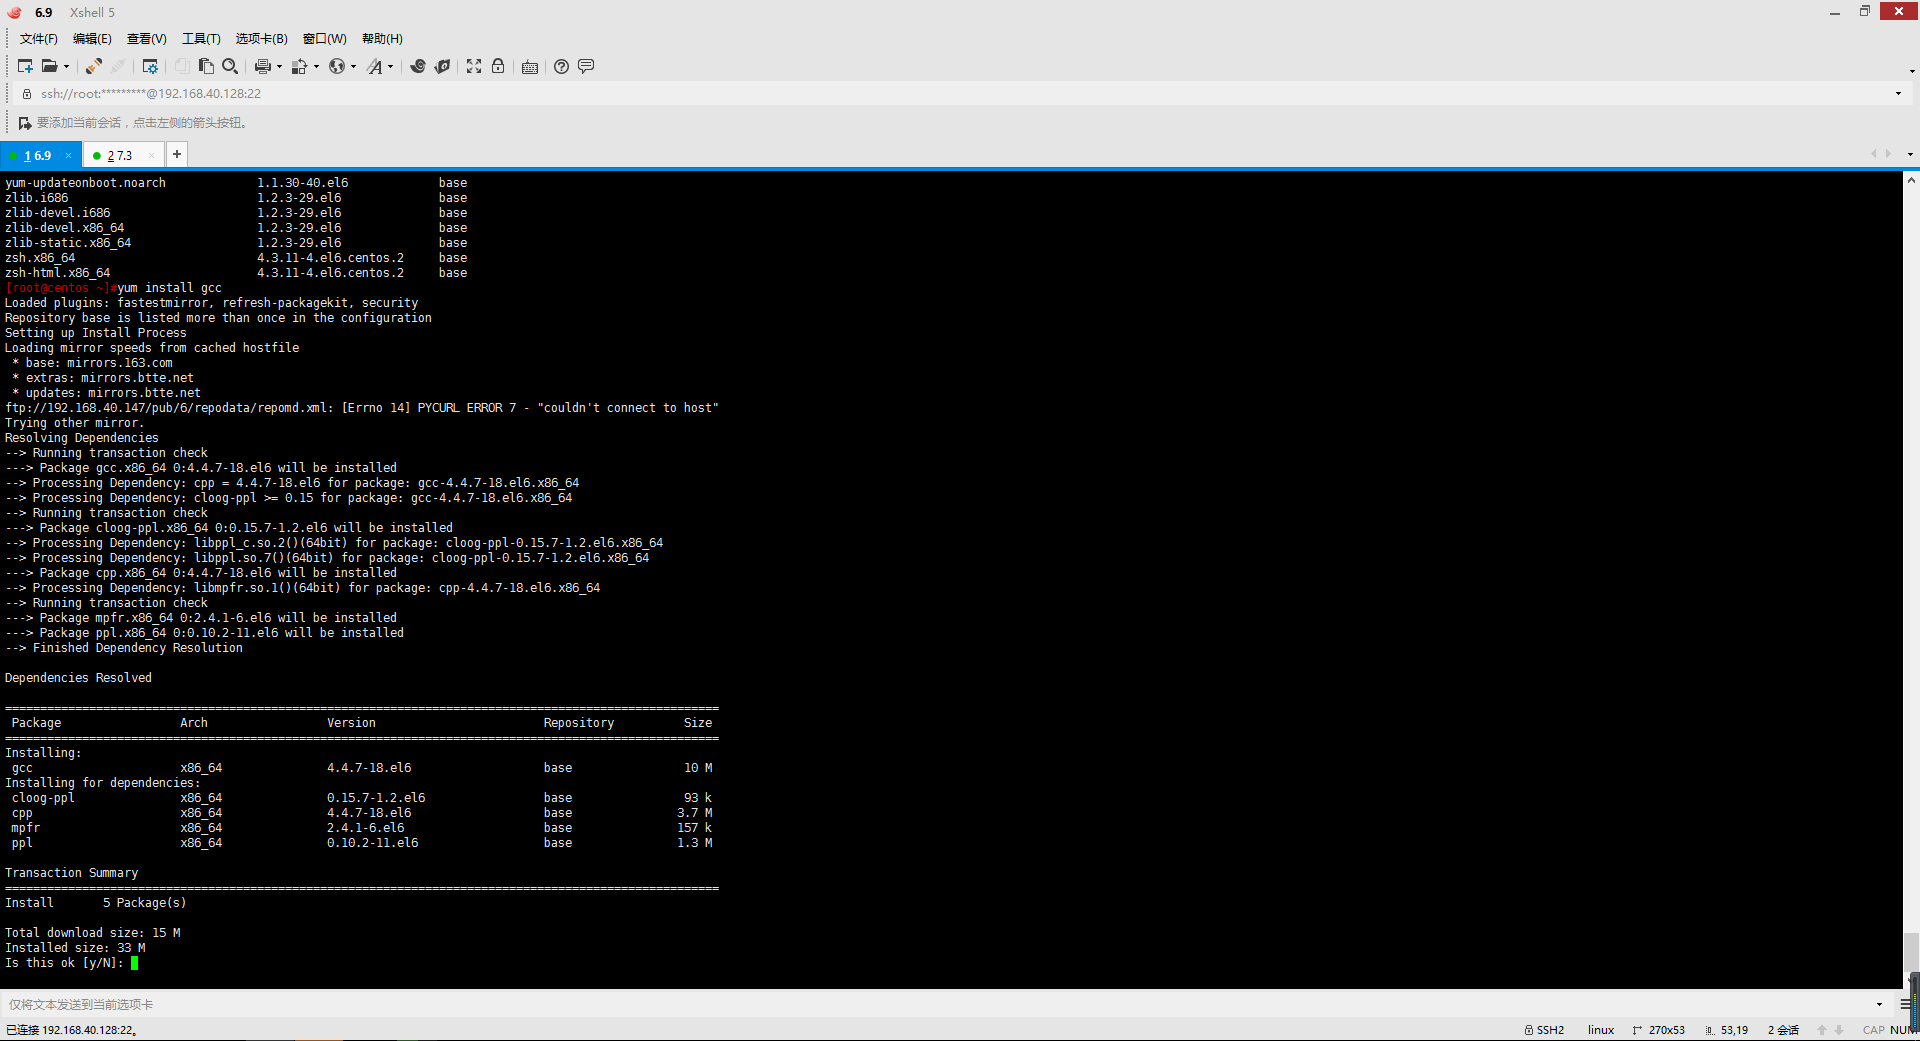 6.9 Xshell 5
文件(F) 编辑(E) 查看(V) 工具(T) 选项卡(B) 窗口(W) 帮助(H)
ssh://root:*********@192.168.40.128:22
要添加当前会话，点击左侧的箭头按钮。
1 6.9 × 2 7.3 × +
yum-updateonboot.noarch 1.1.30-40.el6 base
zlib.i686 1.2.3-29.el6 base
zlib-devel.i686 1.2.3-29.el6 base
zlib-devel.x86_64 1.2.3-29.el6 base
zlib-static.x86_64 1.2.3-29.el6 base
zsh.x86_64 4.3.11-4.el6.centos.2 base
zsh-html.x86_64 4.3.11-4.el6.centos.2 base
[root@centos ~]#yum install gcc
Loaded plugins: fastestmirror, refresh-packagekit, security
Repository base is listed more than once in the configuration
Setting up Install Process
Loading mirror speeds from cached hostfile
* base: mirrors.163.com
* extras: mirrors.btte.net
* updates: mirrors.btte.net
ftp://192.168.40.147/pub/6/repodata/repomd.xml: [Errno 14] PYCURL ERROR 7 - "couldn't connect to host"
Trying other mirror.
Resolving Dependencies
--> Running transaction check
---> Package gcc.x86_64 0:4.4.7-18.el6 will be installed
--> Processing Dependency: cpp = 4.4.7-18.el6 for package: gcc-4.4.7-18.el6.x86_64
--> Processing Dependency: cloog-ppl >= 0.15 for package: gcc-4.4.7-18.el6.x86_64
--> Running transaction check
---> Package cloog-ppl.x86_64 0:0.15.7-1.2.el6 will be installed
--> Processing Dependency: libppl_c.so.2()(64bit) for package: cloog-ppl-0.15.7-1.2.el6.x86_64
--> Processing Dependency: libppl.so.7()(64bit) for package: cloog-ppl-0.15.7-1.2.el6.x86_64
---> Package cpp.x86_64 0:4.4.7-18.el6 will be installed
--> Processing Dependency: libmpfr.so.1()(64bit) for package: cpp-4.4.7-18.el6.x86_64
--> Running transaction check
---> Package mpfr.x86_64 0:2.4.1-6.el6 will be installed
---> Package ppl.x86_64 0:0.10.2-11.el6 will be installed
--> Finished Dependency Resolution
Dependencies Resolved
Package Arch Version Repository Size
Installing:
gcc x86_64 4.4.7-18.el6 base 10 M
Installing for dependencies:
cloog-ppl x86_64 0.15.7-1.2.el6 base 93 k
cpp x86_64 4.4.7-18.el6 base 3.7 M
mpfr x86_64 2.4.1-6.el6 base 157 k
ppl x86_64 0.10.2-11.el6 base 1.3 M
Transaction Summary
Install 5 Package(s)
Total download size: 15 M
Installed size: 33 M
Is this ok [y/N]:
仅将文本发送到当前选项卡
已连接 192.168.40.128:22。 SSH2 linux 270x53 53,19 2 会话 CAP NUM